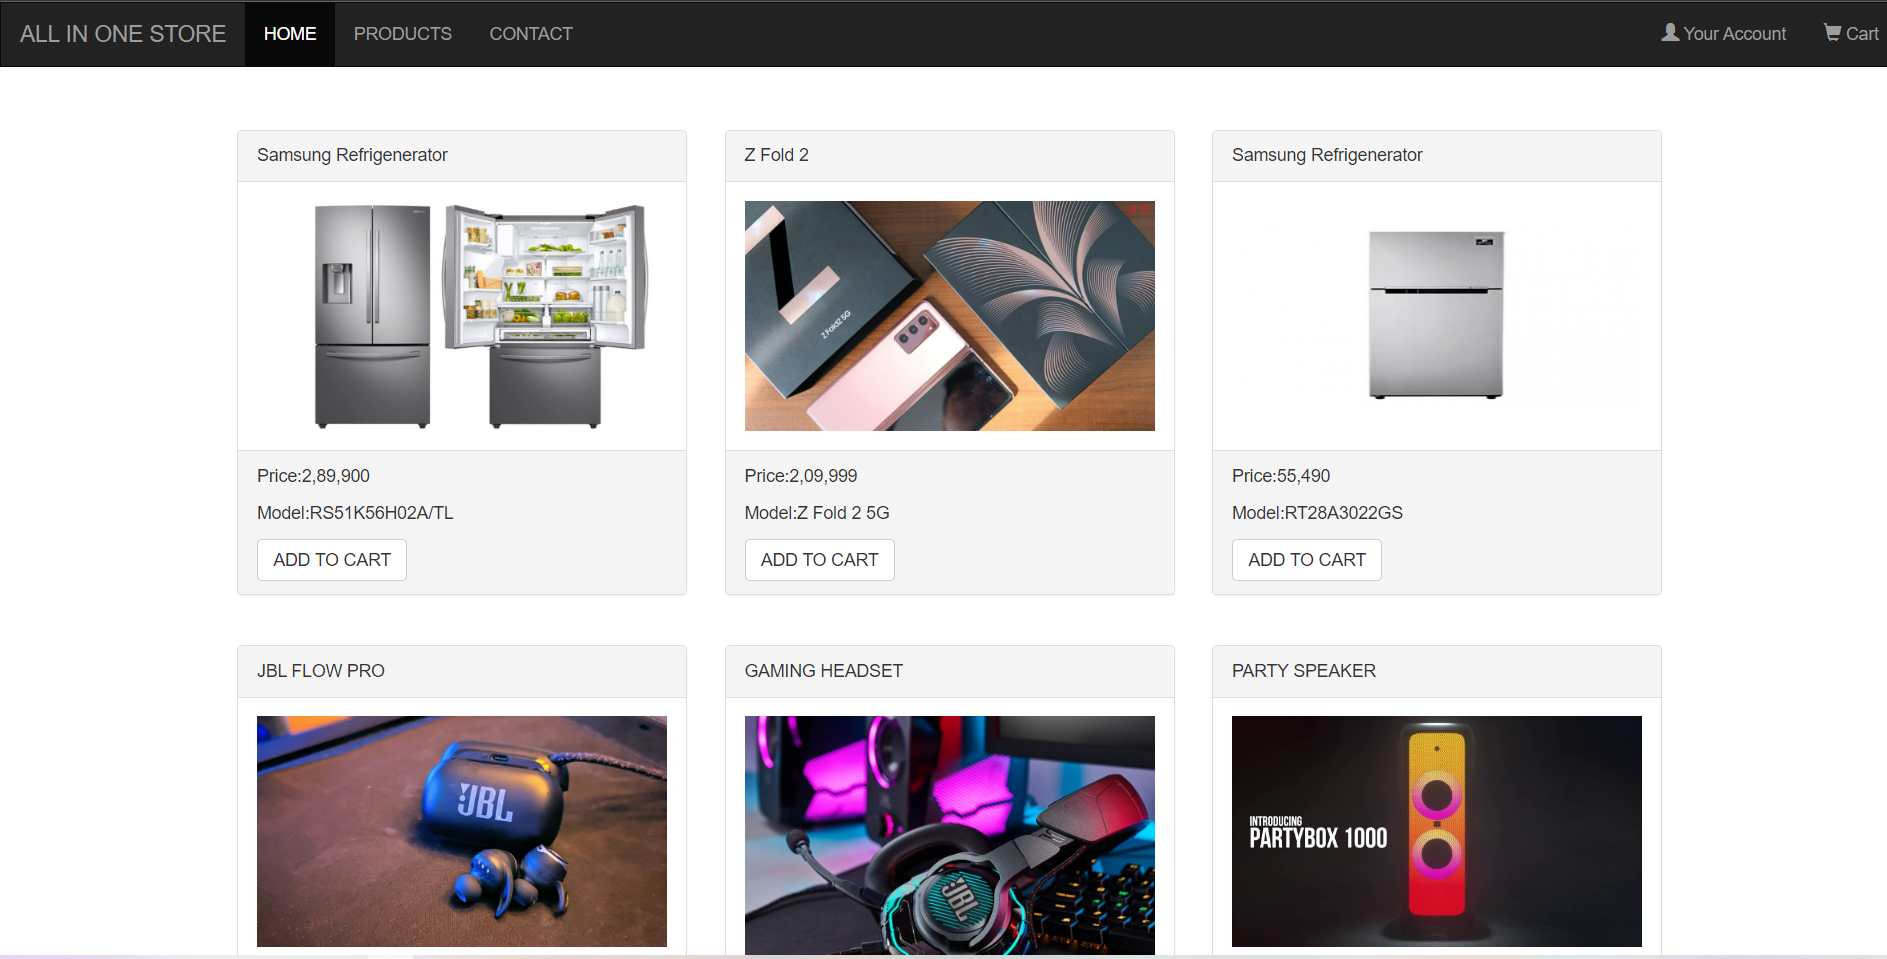 ALL IN ONE STORE
HOME
PRODUCTS
CONTACT
Your Account
Cart
Samsung Refrigenerator
Z Fold 2
Samsung Refrigenerator
Z Fold2 5G
Price:2,89,900
Model:RS51K56H02A/TL
ADD TO CART
Price:2,09,999
Model:Z Fold 2 5G
ADD TO CART
Price:55,490
Model:RT28A3022GS
ADD TO CART
JBL FLOW PRO
GAMING HEADSET
PARTY SPEAKER
JBL
JBL
INTRODUCING
PARTYBOX 1000